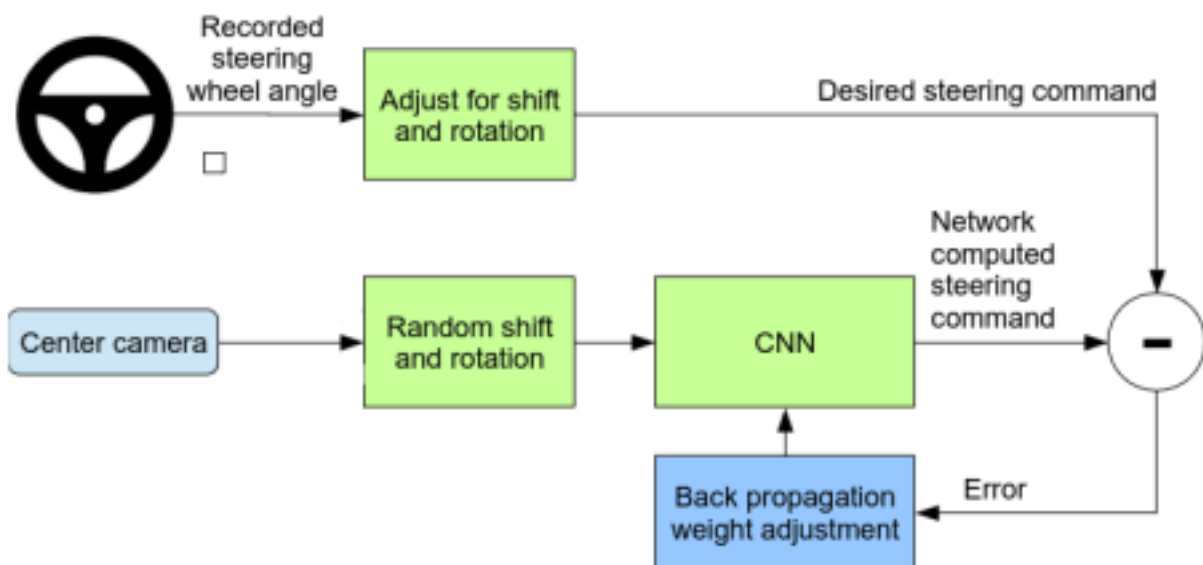 Recorded
steering
wheel angle
Adjust for shift
and rotation
Desired steering command
Network
computed
steering
command
Center camera
Random shift
and rotation
CNN
Back propagation
weight adjustment
Error